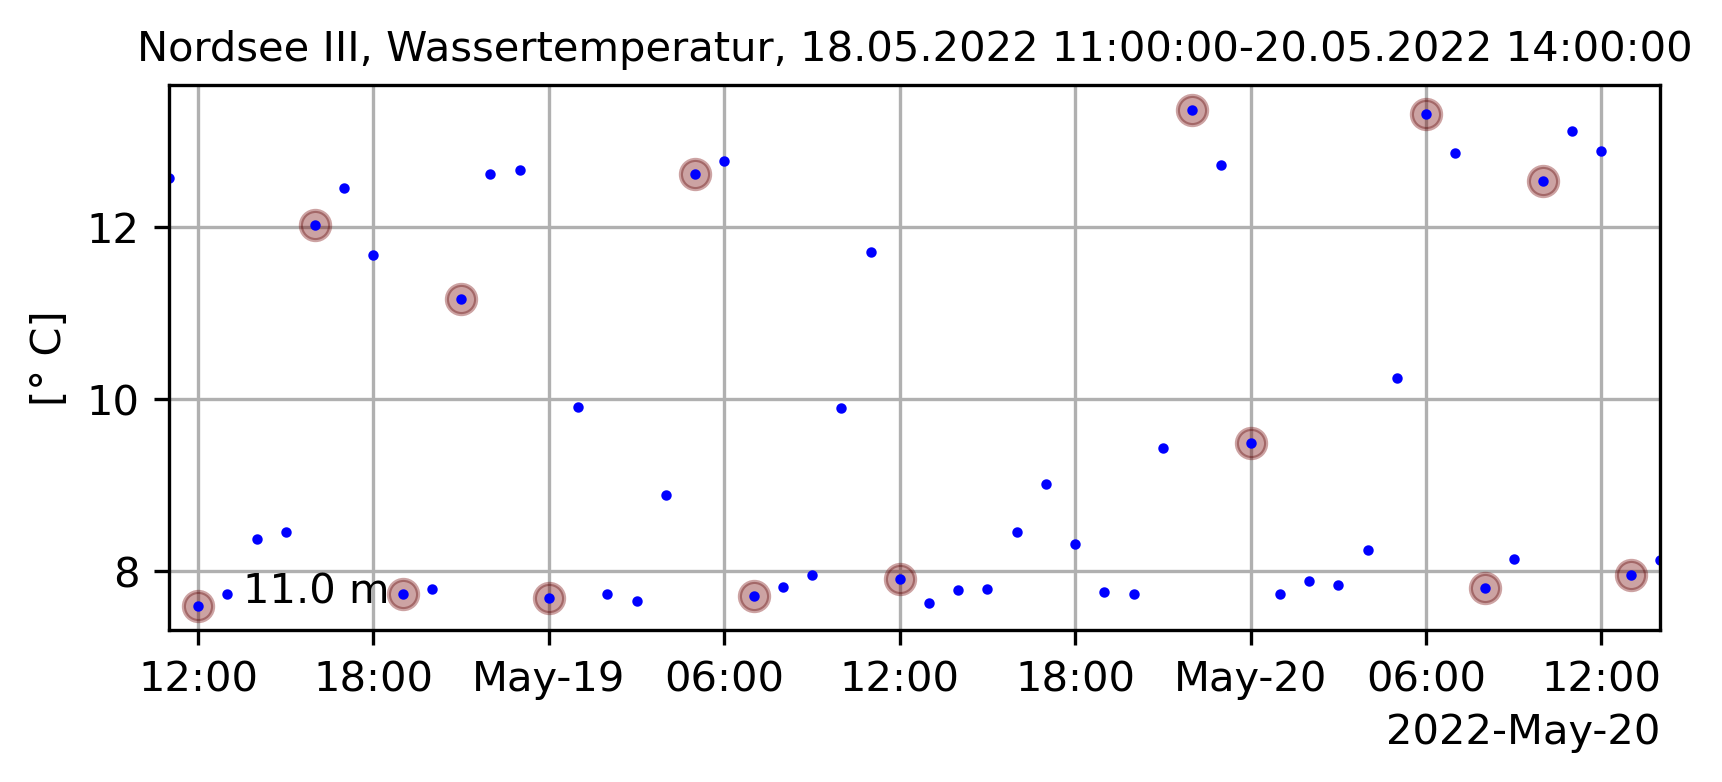 Nordsee III, Wassertemperatur, 18.05.2022 11:00:00-20.05.2022 14:00:00
[° C]
12
10
8
11.0 m
12:00 18:00 May-19 06:00 12:00 18:00 May-20 06:00 12:00
2022-May-20